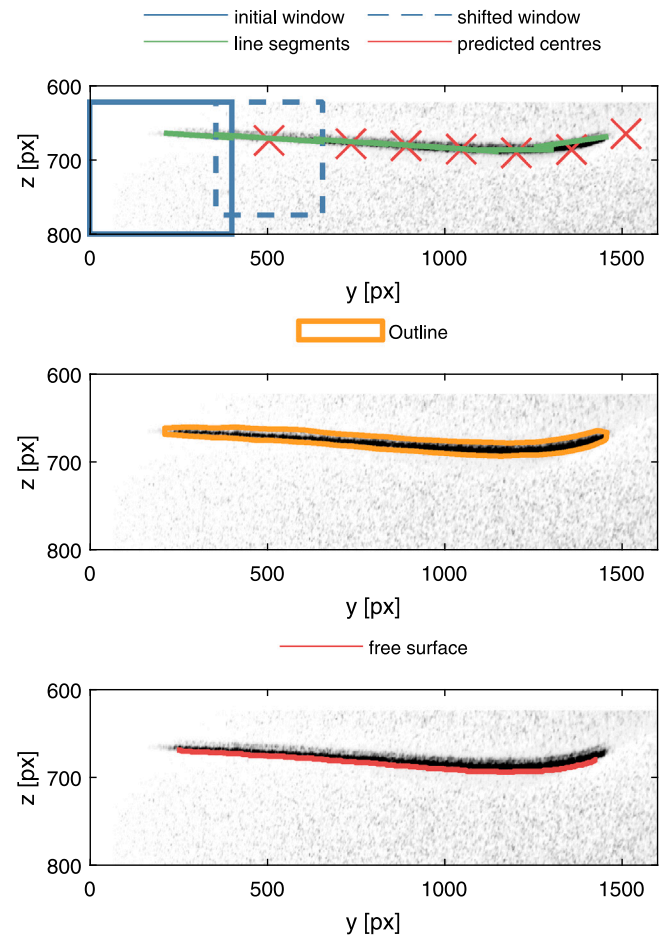 initial window shifted window
line segments predicted centres
600
z [px]
700
800
0 500 1000 1500
y [px]
Outline
600
z [px]
700
800
0 500 1000 1500
y [px]
free surface
600
z [px]
700
800
0 500 1000 1500
y [px]